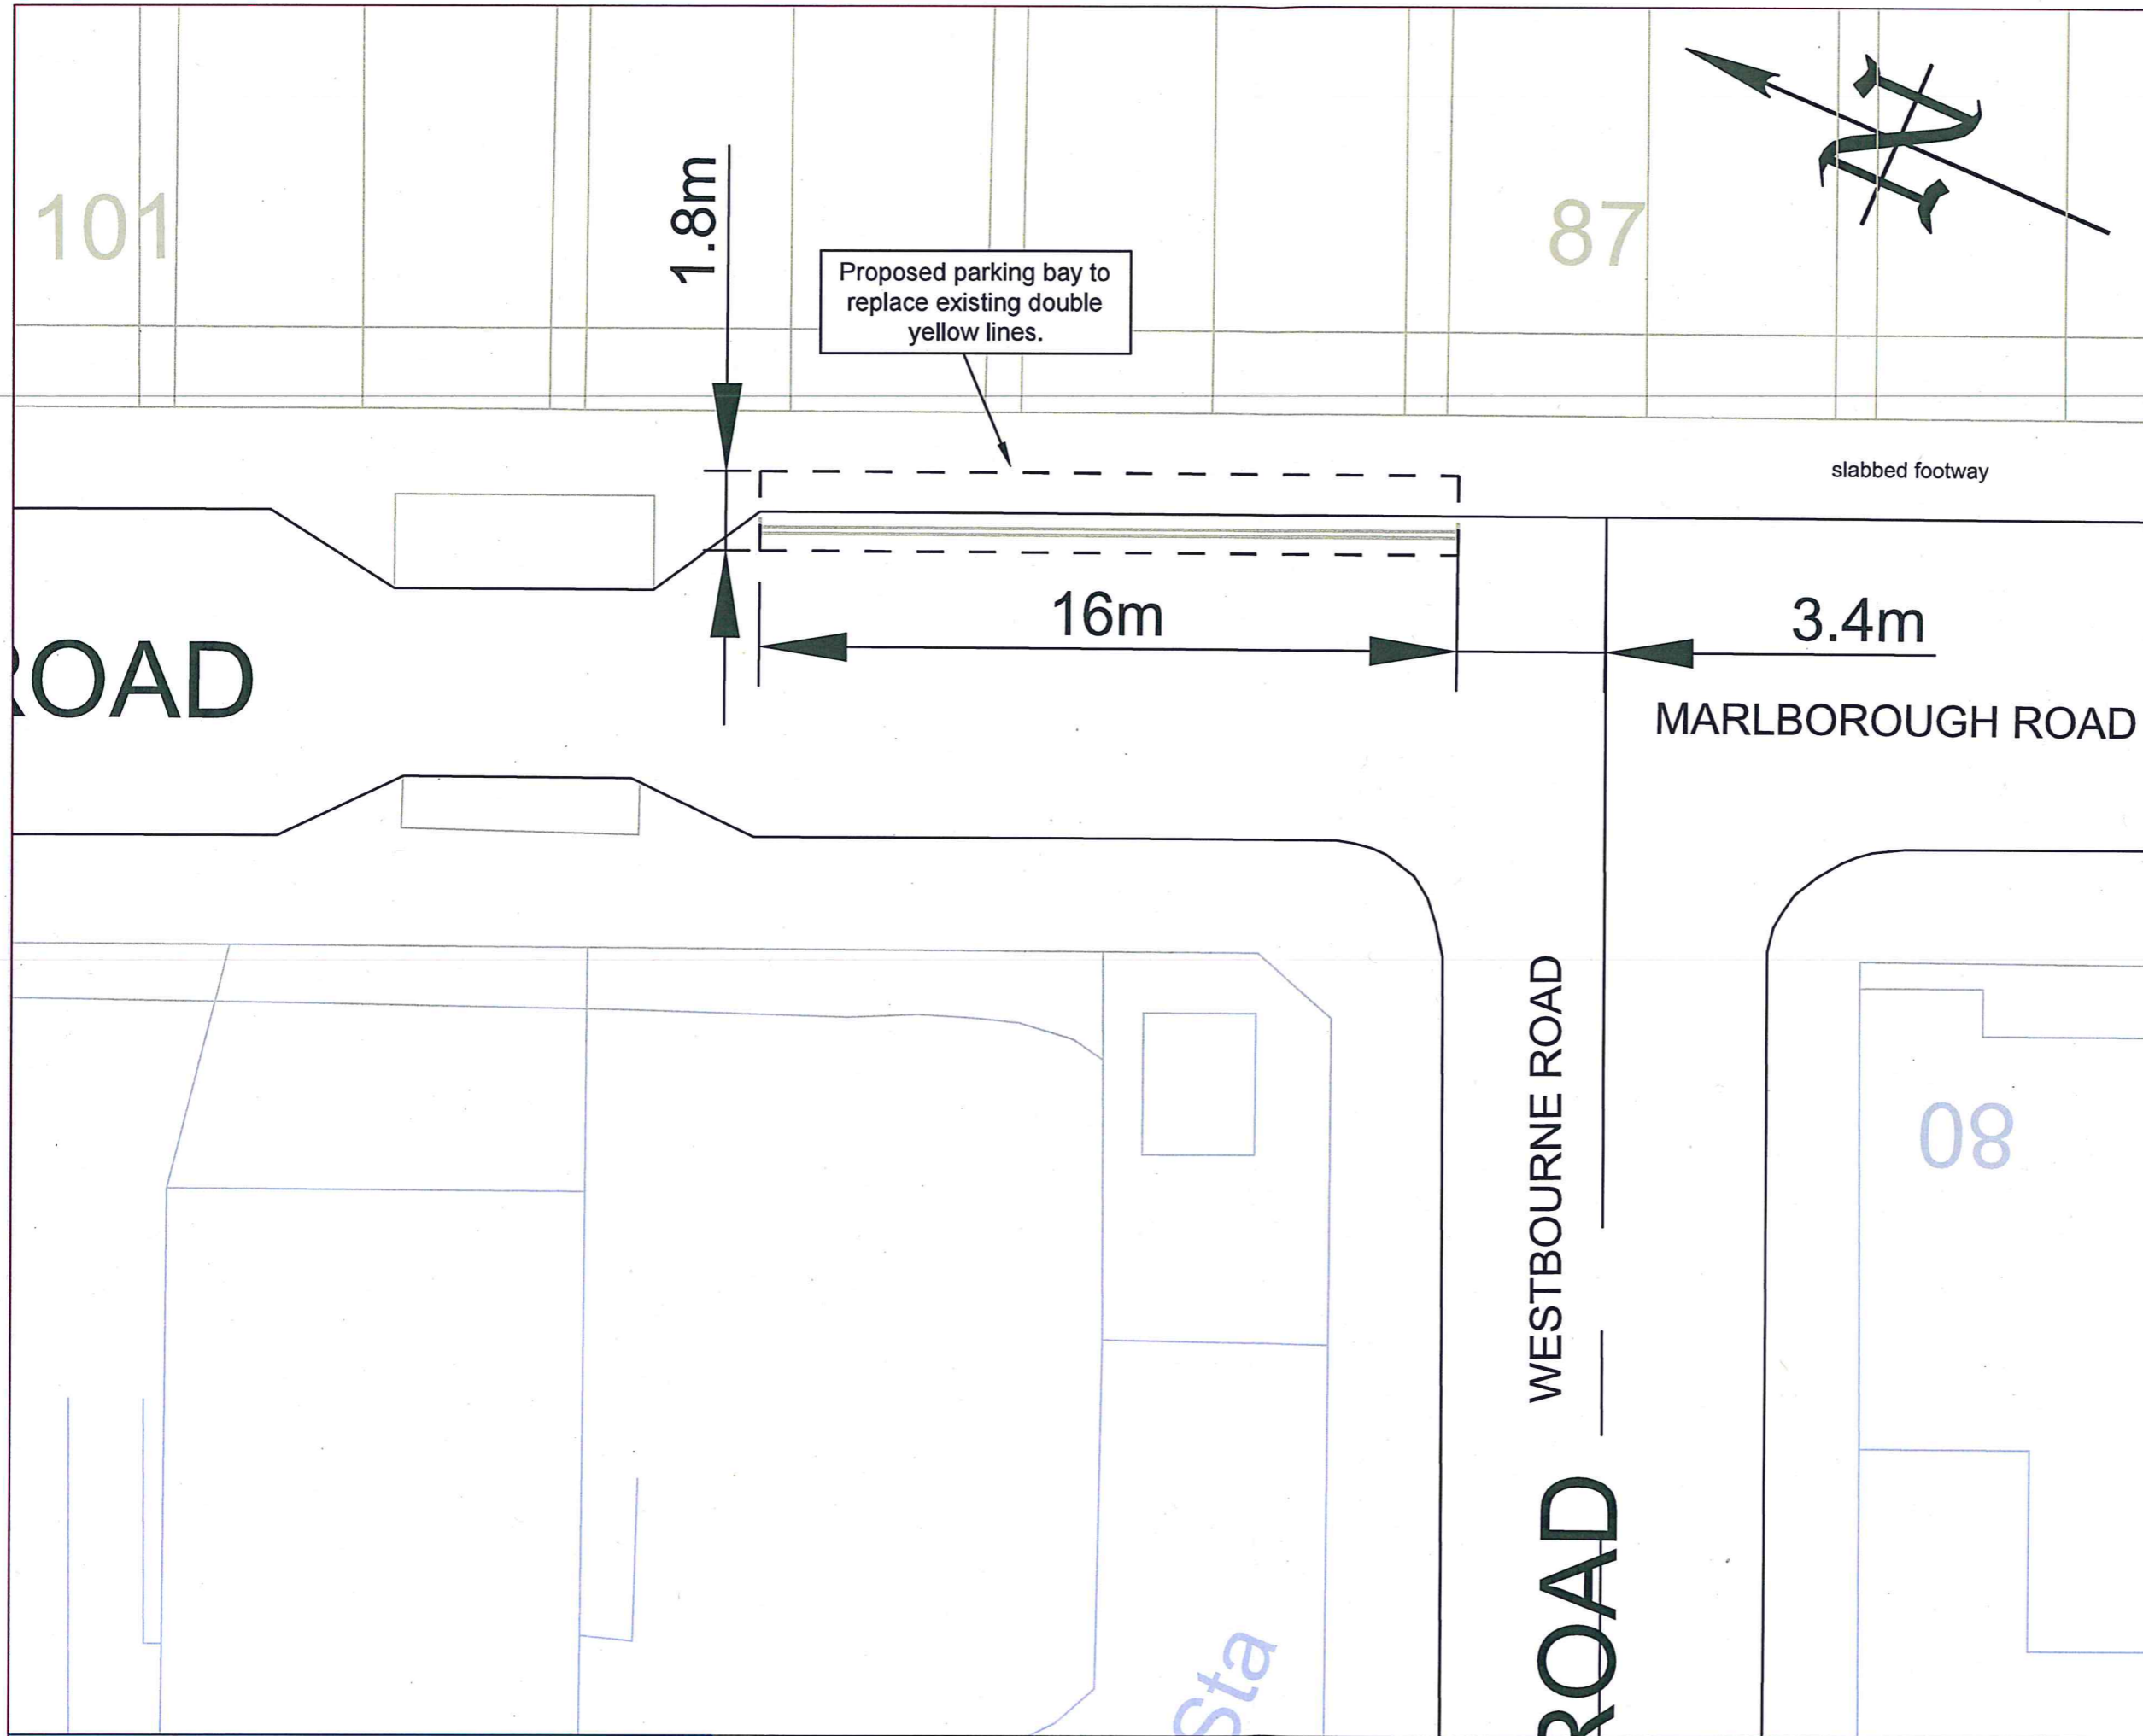 101
1.8m
87
N
Proposed parking bay to
replace existing double
yellow lines.
slabbed footway
16m
3.4m
ROAD
MARLBOROUGH ROAD
WESTBOURNE ROAD
80
ROAD
Sta